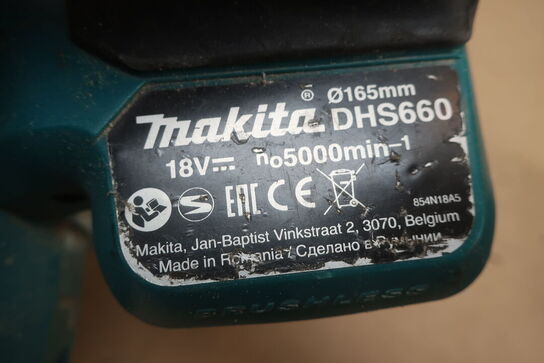 Ø165mm
makita® DHS660
18V⎓ n₀5000min-1
EAC CE
854N18A5
Makita, Jan-Baptist Vinkstraat 2, 3070, Belgium
Made in Romania / Сделано в Румынии
BRUSHLESS